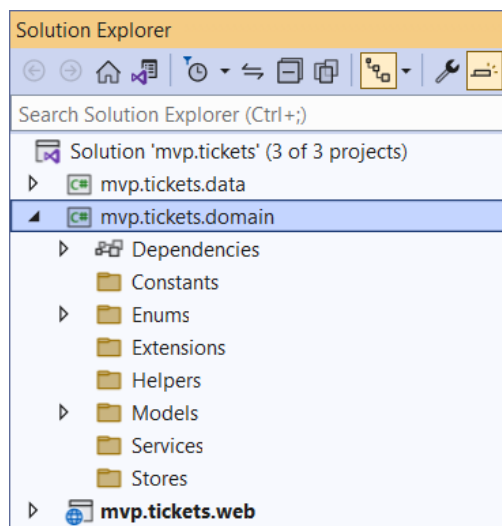 Solution Explorer
Search Solution Explorer (Ctrl+;)
Solution 'mvp.tickets' (3 of 3 projects)
C# mvp.tickets.data
C# mvp.tickets.domain
Dependencies
Constants
Enums
Extensions
Helpers
Models
Services
Stores
mvp.tickets.web